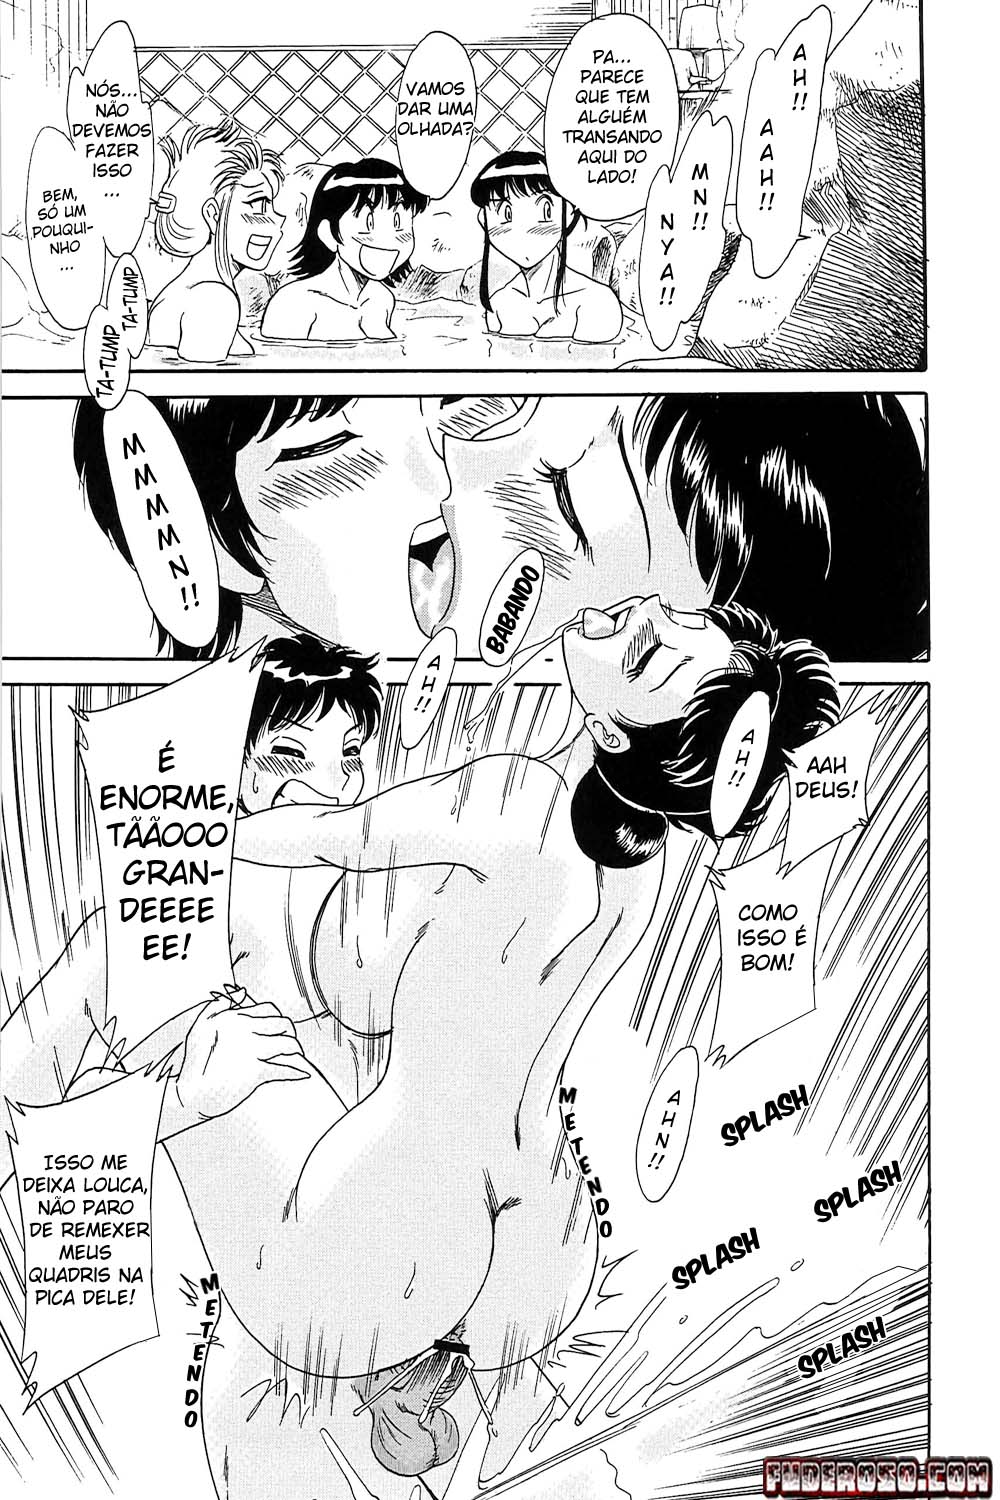 AH!!
AAH!!
MN!!
NYA!!
PA...
PARECE
QUE TEM
ALGUÉM
TRANSANDO
AQUI DO
LADO!
VAMOS
DAR UMA
OLHADA?
NÓS...
NÃO
DEVEMOS
FAZER
ISSO
...
BEM,
SÓ UM
POUQUI-
NHO
...
TA-TUMP
TA-TUMP
MMMMN!!
BABANDO
AH!!
AH!!
AAH
DEUS!
COMO
ISSO É
BOM!
É
ENORME,
TÃÃOOO
GRAN-
DEEEE
EE!
AHN!!
METENDO
SPLASH
SPLASH
SPLASH
SPLASH
ISSO ME
DEIXA LOUCA,
NÃO PARO
DE REMEXER
MEUS
QUADRIS NA
PICA DELE!
METENDO
FUDEROSO.COM